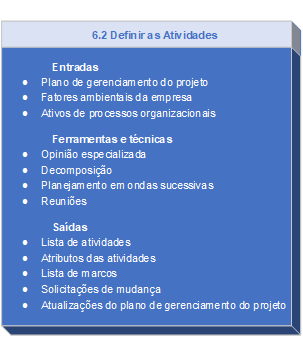 6.2 Definir as Atividades
Entradas
● Plano de gerenciamento do projeto
● Fatores ambientais da empresa
● Ativos de processos organizacionais
Ferramentas e técnicas
● Opinião especializada
● Decomposição
● Planejamento em ondas sucessivas
● Reuniões
Saídas
● Lista de atividades
● Atributos das atividades
● Lista de marcos
● Solicitações de mudança
● Atualizações do plano de gerenciamento do projeto